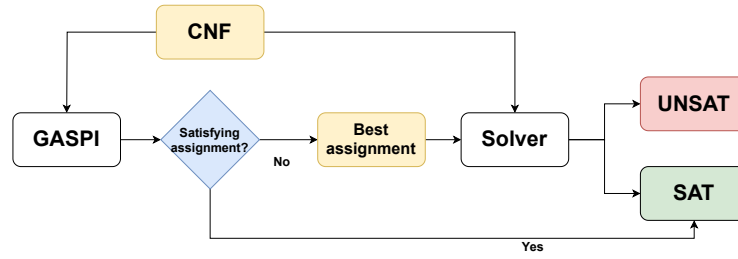 CNF
GASPI
Satisfying
assignment?
No
Best
assignment
Solver
UNSAT
SAT
Yes